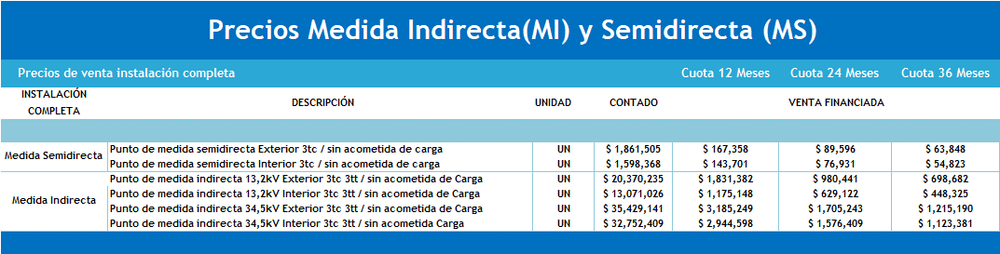 Precios Medida Indirecta(MI) y Semidirecta (MS)
Precios de venta instalación completa Cuota 12 Meses Cuota 24 Meses Cuota 36 Meses
INSTALACIÓN COMPLETA DESCRIPCIÓN UNIDAD CONTADO VENTA FINANCIADA
Medida Semidirecta Punto de medida semidirecta Exterior 3tc / sin acometida de carga UN $ 1,861,505 $ 167,358 $ 89,596 $ 63,848
Punto de medida semidirecta Interior 3tc / sin acometida de carga UN $ 1,598,368 $ 143,701 $ 76,931 $ 54,823
Medida Indirecta Punto de medida indirecta 13,2kV Exterior 3tc 3tt / sin acometida de Carga UN $ 20,370,235 $ 1,831,382 $ 980,441 $ 698,682
Punto de medida indirecta 13,2kV Interior 3tc 3tt / sin acometida de Carga UN $ 13,071,026 $ 1,175,148 $ 629,122 $ 448,325
Punto de medida indirecta 34,5kV Exterior 3tc 3tt / sin acometida de Carga UN $ 35,429,141 $ 3,185,249 $ 1,705,243 $ 1,215,190
Punto de medida indirecta 34,5kV Interior 3tc 3tt / sin acometida Carga UN $ 32,752,409 $ 2,944,598 $ 1,576,409 $ 1,123,381